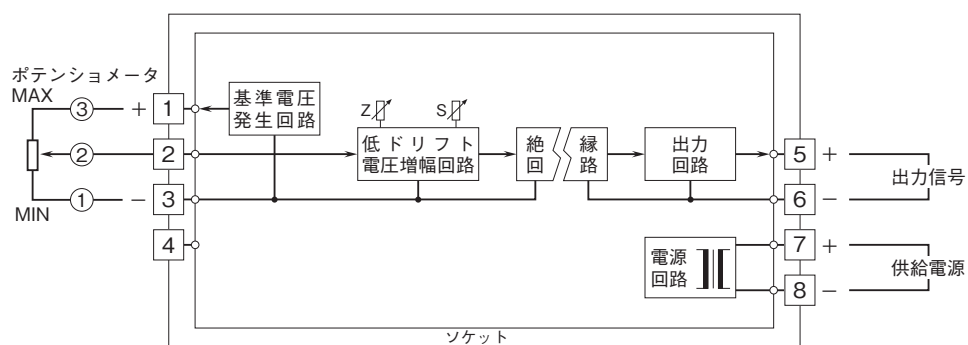 ポテンショメータ
MAX
③
+
1
基準電圧
発生回路
Z
S
②
2
低ドリフト
電圧増幅回路
絶縁
回路
出力
回路
5
+
出力信号
①
−
3
6
−
MIN
4
電源
回路
7
+
供給電源
8
−
ソケット